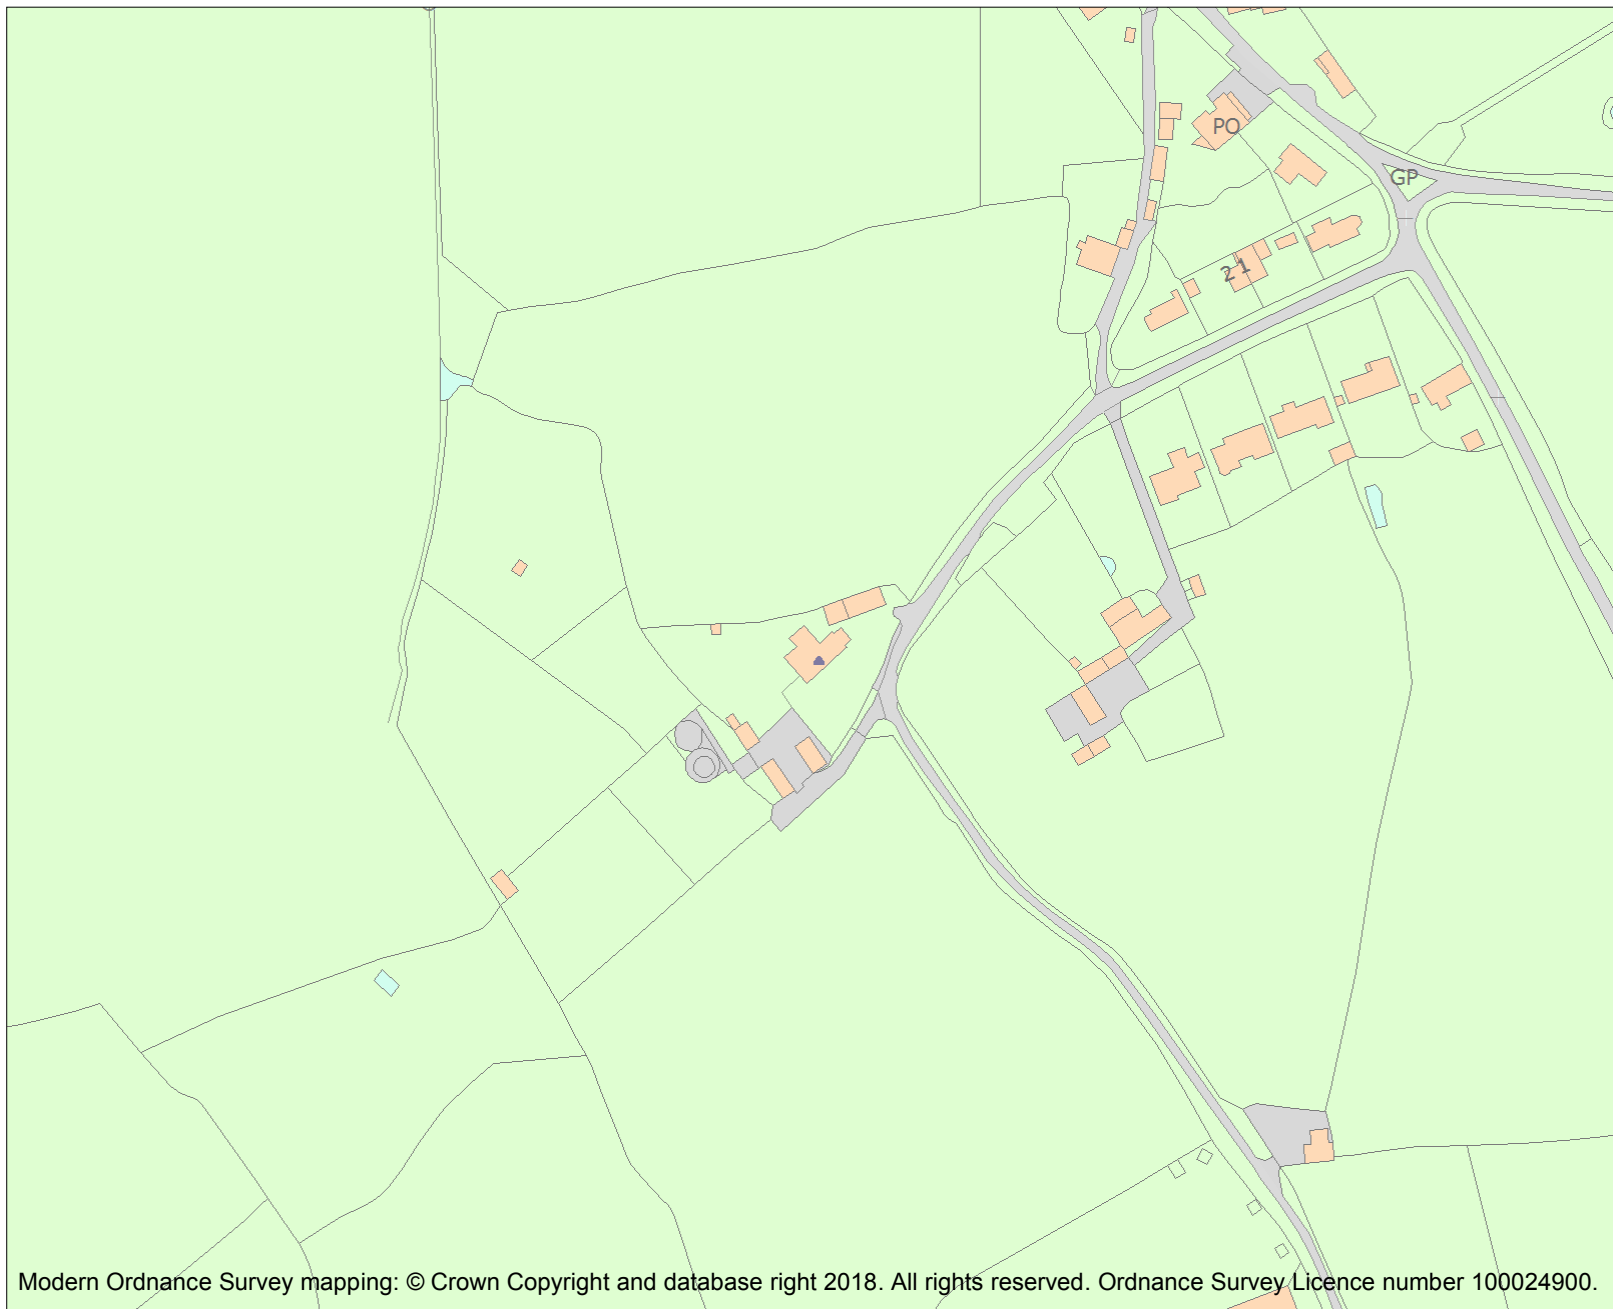 PO
GP
2 1
Modern Ordnance Survey mapping: © Crown Copyright and database right 2018. All rights reserved. Ordnance Survey Licence number 100024900.